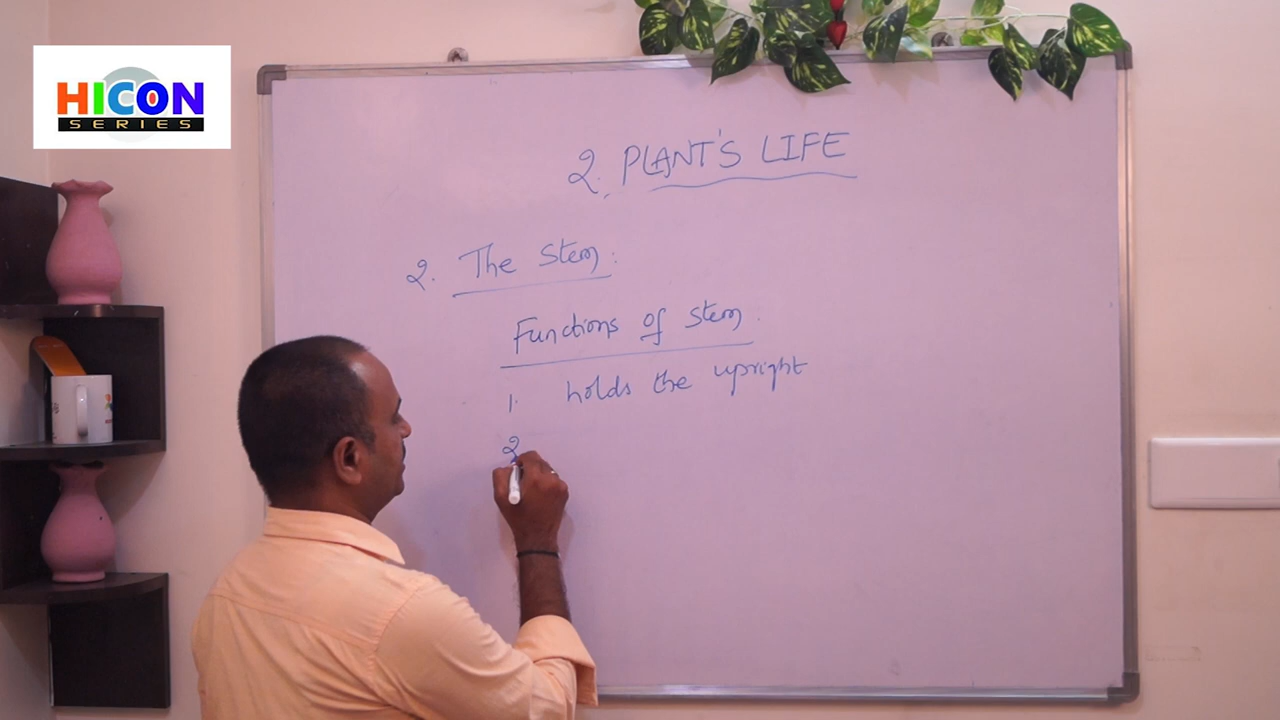 HICON
SERIES
2. PLANT'S LIFE
2. The Stem:
Functions of Stem.
1. holds the upright
2